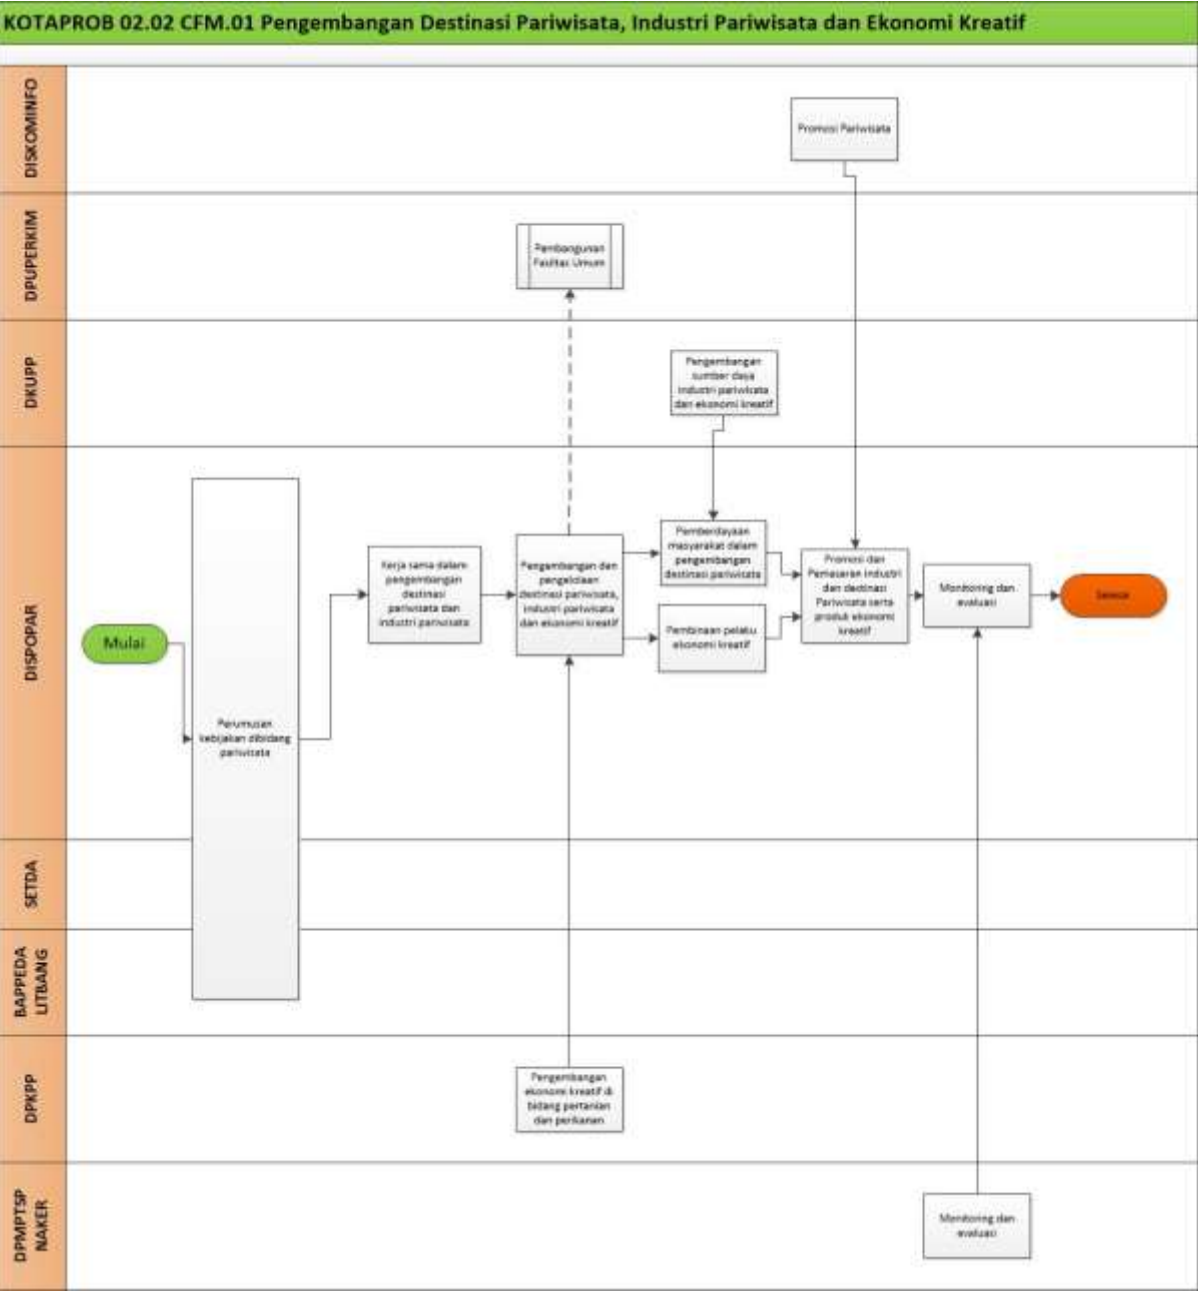 KOTAPROB 02.02 CFM.01 Pengembangan Destinasi Pariwisata, Industri Pariwisata dan Ekonomi Kreatif
DISKOMINFO
Promosi Pariwisata
DPUPERKIM
Pembangunan
Fasilitas Umum
DKUPP
Pengembangan
sumber daya
industri pariwisata
dan ekonomi kreatif
DISPOPAR
Mulai
Perumusan
kebijakan dibidang
pariwisata
Kerja sama dalam
pengembangan
destinasi
pariwisata dan
industri pariwisata
Pengembangan dan
pengelolaan
destinasi pariwisata,
industri pariwisata
dan ekonomi kreatif
Pemberdayaan
masyarakat dalam
pengembangan
destinasi pariwisata
Pembinaan pelaku
ekonomi kreatif
Promosi dan
Pemasaran industri
dan destinasi
Pariwisata serta
produk ekonomi
kreatif
Monitoring dan
evaluasi
Selesai
SETDA
BAPPEDA
LITBANG
DPKPP
Pengembangan
ekonomi kreatif di
bidang pertanian
dan perikanan
DPMPTSP
NAKER
Monitoring dan
evaluasi